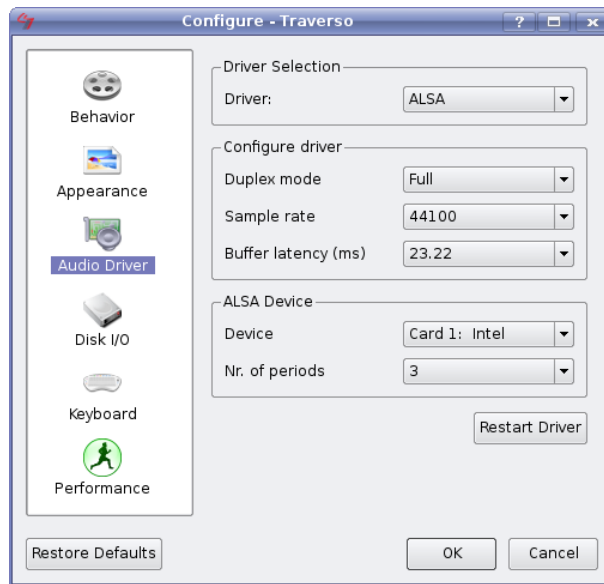 Configure - Traverso
Behavior
Appearance
Audio Driver
Disk I/O
Keyboard
Performance
Driver Selection
Driver: ALSA
Configure driver
Duplex mode Full
Sample rate 44100
Buffer latency (ms) 23.22
ALSA Device
Device Card 1: Intel
Nr. of periods 3
Restart Driver
Restore Defaults OK Cancel